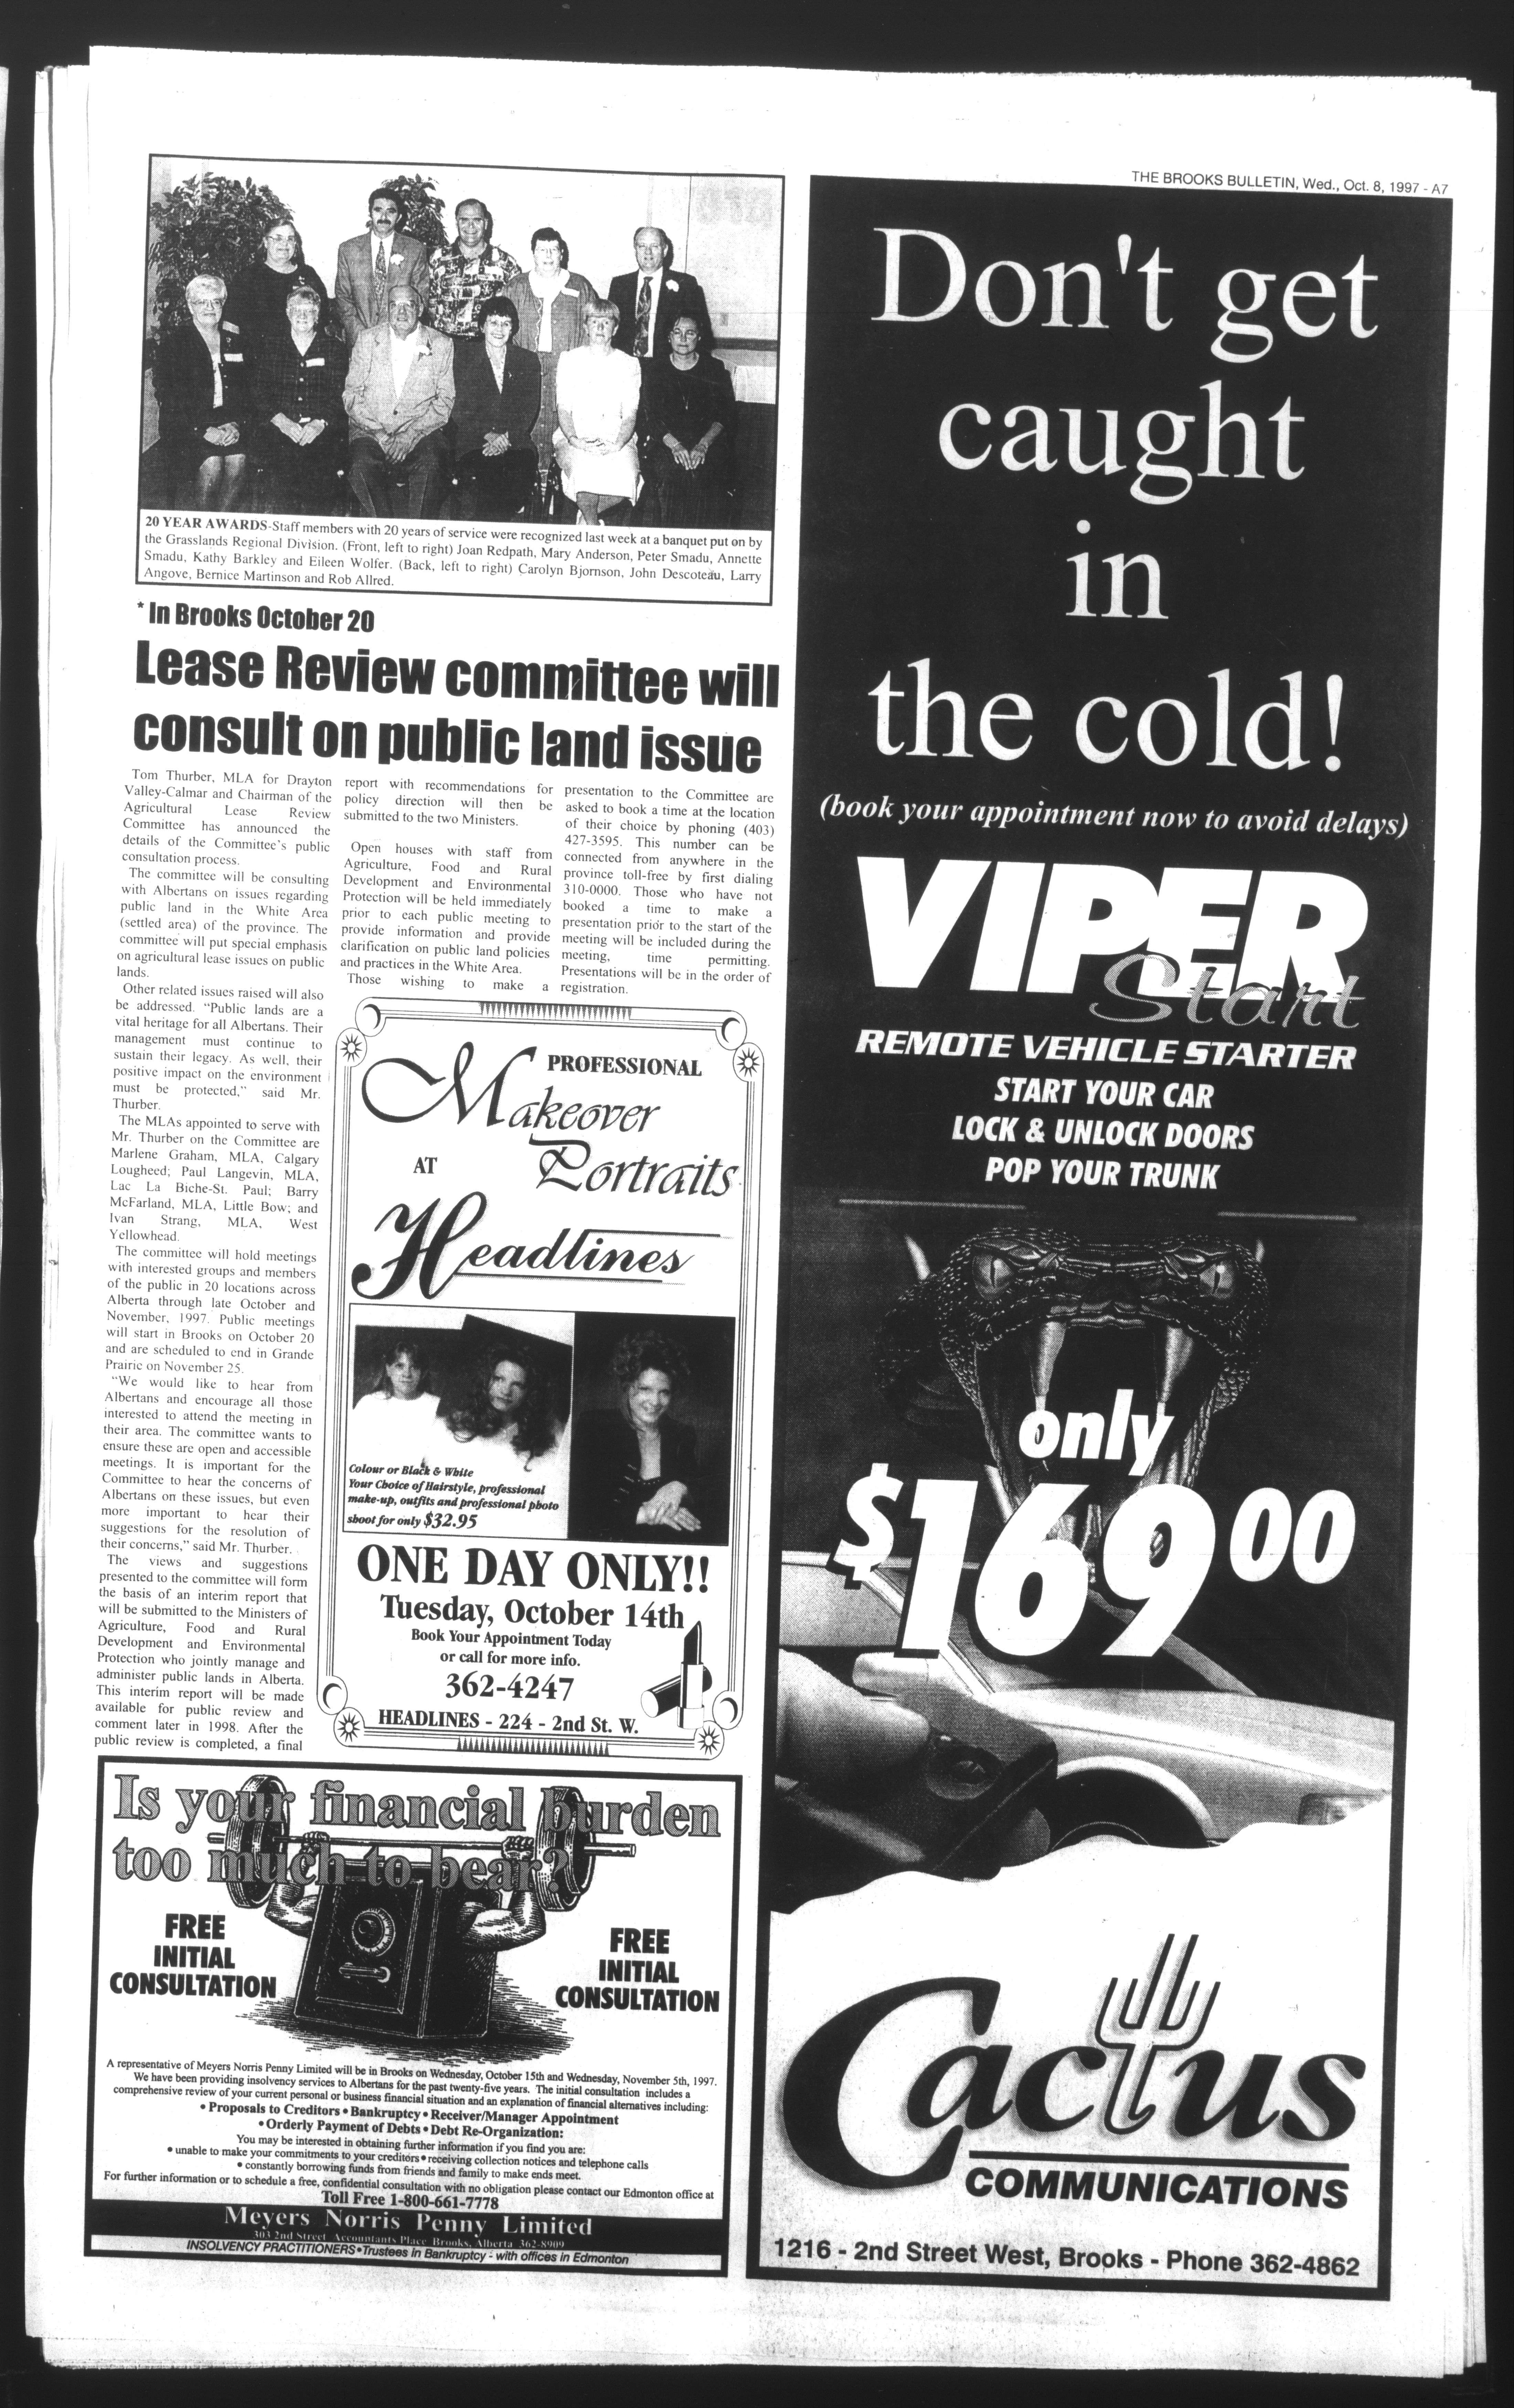 THE BROOKS BULLETIN, Wed., Oct. 8, 1997 - A7
20 YEAR AWARDS-Staff members with 20 years of service were recognized last week at a banquet put on by
the Grasslands Regional Division. (Front, left to right) Joan Redpath, Mary Anderson, Peter Smadu, Annette
Smadu, Kathy Barkley and Eileen Wolfer. (Back, left to right) Carolyn Bjornson, John Descoteau, Larry
Angove, Bernice Martinson and Rob Allred.
* In Brooks October 20
Lease Review committee will
consult on public land issue
Tom Thurber, MLA for Drayton
Valley-Calmar and Chairman of the
Agricultural Lease Review
Committee has announced the
details of the Committee's public
consultation process.
The committee will be consulting
with Albertans on issues regarding
public land in the White Area
(settled area) of the province. The
committee will put special emphasis
on agricultural lease issues on public
lands.
Other related issues raised will also
be addressed. "Public lands are a
vital heritage for all Albertans. Their
management must continue to
sustain their legacy. As well, their
positive impact on the environment
must be protected," said Mr.
Thurber.
The MLAs appointed to serve with
Mr. Thurber on the Committee are
Marlene Graham, MLA, Calgary
Lougheed; Paul Langevin, MLA,
Lac La Biche-St. Paul; Barry
McFarland, MLA, Little Bow; and
Ivan Strang, MLA, West
Yellowhead.
The committee will hold meetings
with interested groups and members
of the public in 20 locations across
Alberta through late October and
November, 1997. Public meetings
will start in Brooks on October 20
and are scheduled to end in Grande
Prairie on November 25.
"We would like to hear from
Albertans and encourage all those
interested to attend the meeting in
their area. The committee wants to
ensure these are open and accessible
meetings. It is important for the
Committee to hear the concerns of
Albertans on these issues, but even
more important to hear their
suggestions for the resolution of
their concerns," said Mr. Thurber.
The views and suggestions
presented to the committee will form
the basis of an interim report that
will be submitted to the Ministers of
Agriculture, Food and Rural
Development and Environmental
Protection who jointly manage and
administer public lands in Alberta.
This interim report will be made
available for public review and
comment later in 1998. After the
public review is completed, a final
report with recommendations for
policy direction will then be
submitted to the two Ministers.
Open houses with staff from
Agriculture, Food and Rural
Development and Environmental
Protection will be held immediately
prior to each public meeting to
provide information and provide
clarification on public land policies
and practices in the White Area.
Those wishing to make a
presentation to the Committee are
asked to book a time at the location
of their choice by phoning (403)
427-3595. This number can be
connected from anywhere in the
province toll-free by first dialing
310-0000. Those who have not
booked a time to make a
presentation prior to the start of the
meeting will be included during the
meeting, time permitting.
Presentations will be in the order of
registration.
PROFESSIONAL
Makeover
AT Portraits
Headlines
Colour or Black & White
Your Choice of Hairstyle, professional
make-up, outfits and professional photo
shoot for only $32.95
ONE DAY ONLY!!
Tuesday, October 14th
Book Your Appointment Today
or call for more info.
362-4247
HEADLINES - 224 - 2nd St. W.
Is your financial burden
too much to bear?
FREE
INITIAL
CONSULTATION
FREE
INITIAL
CONSULTATION
A representative of Meyers Norris Penny Limited will be in Brooks on Wednesday, October 15th and Wednesday, November 5th, 1997.
We have been providing insolvency services to Albertans for the past twenty-five years. The initial consultation includes a
comprehensive review of your current personal or business financial situation and an explanation of financial alternatives including:
• Proposals to Creditors • Bankruptcy • Receiver/Manager Appointment
• Orderly Payment of Debts • Debt Re-Organization:
You may be interested in obtaining further information if you find you are:
• unable to make your commitments to your creditors • receiving collection notices and telephone calls
• constantly borrowing funds from friends and family to make ends meet.
For further information or to schedule a free, confidential consultation with no obligation please contact our Edmonton office at
Toll Free 1-800-661-7778
Meyers Norris Penny Limited
303 2nd Street Accountants Place Brooks, Alberta 362-8909
INSOLVENCY PRACTITIONERS • Trustees in Bankruptcy - with offices in Edmonton
Don't get
caught
in
the cold!
(book your appointment now to avoid delays)
VIPER
Start
REMOTE VEHICLE STARTER
START YOUR CAR
LOCK & UNLOCK DOORS
POP YOUR TRUNK
only
$169 00
Cactus
COMMUNICATIONS
1216 - 2nd Street West, Brooks - Phone 362-4862